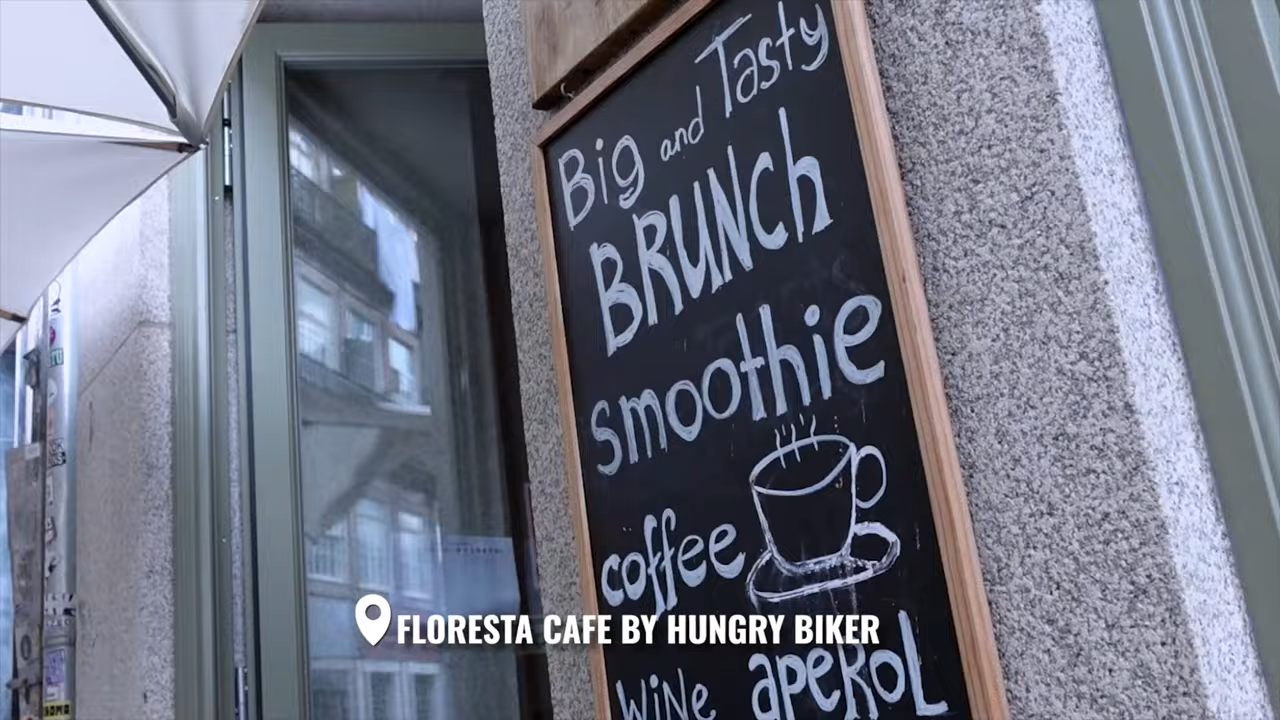 Big and Tasty
BRUNCh
smoothie
coffee
FLORESTA CAFE BY HUNGRY BIKER
WiNe apeRoL